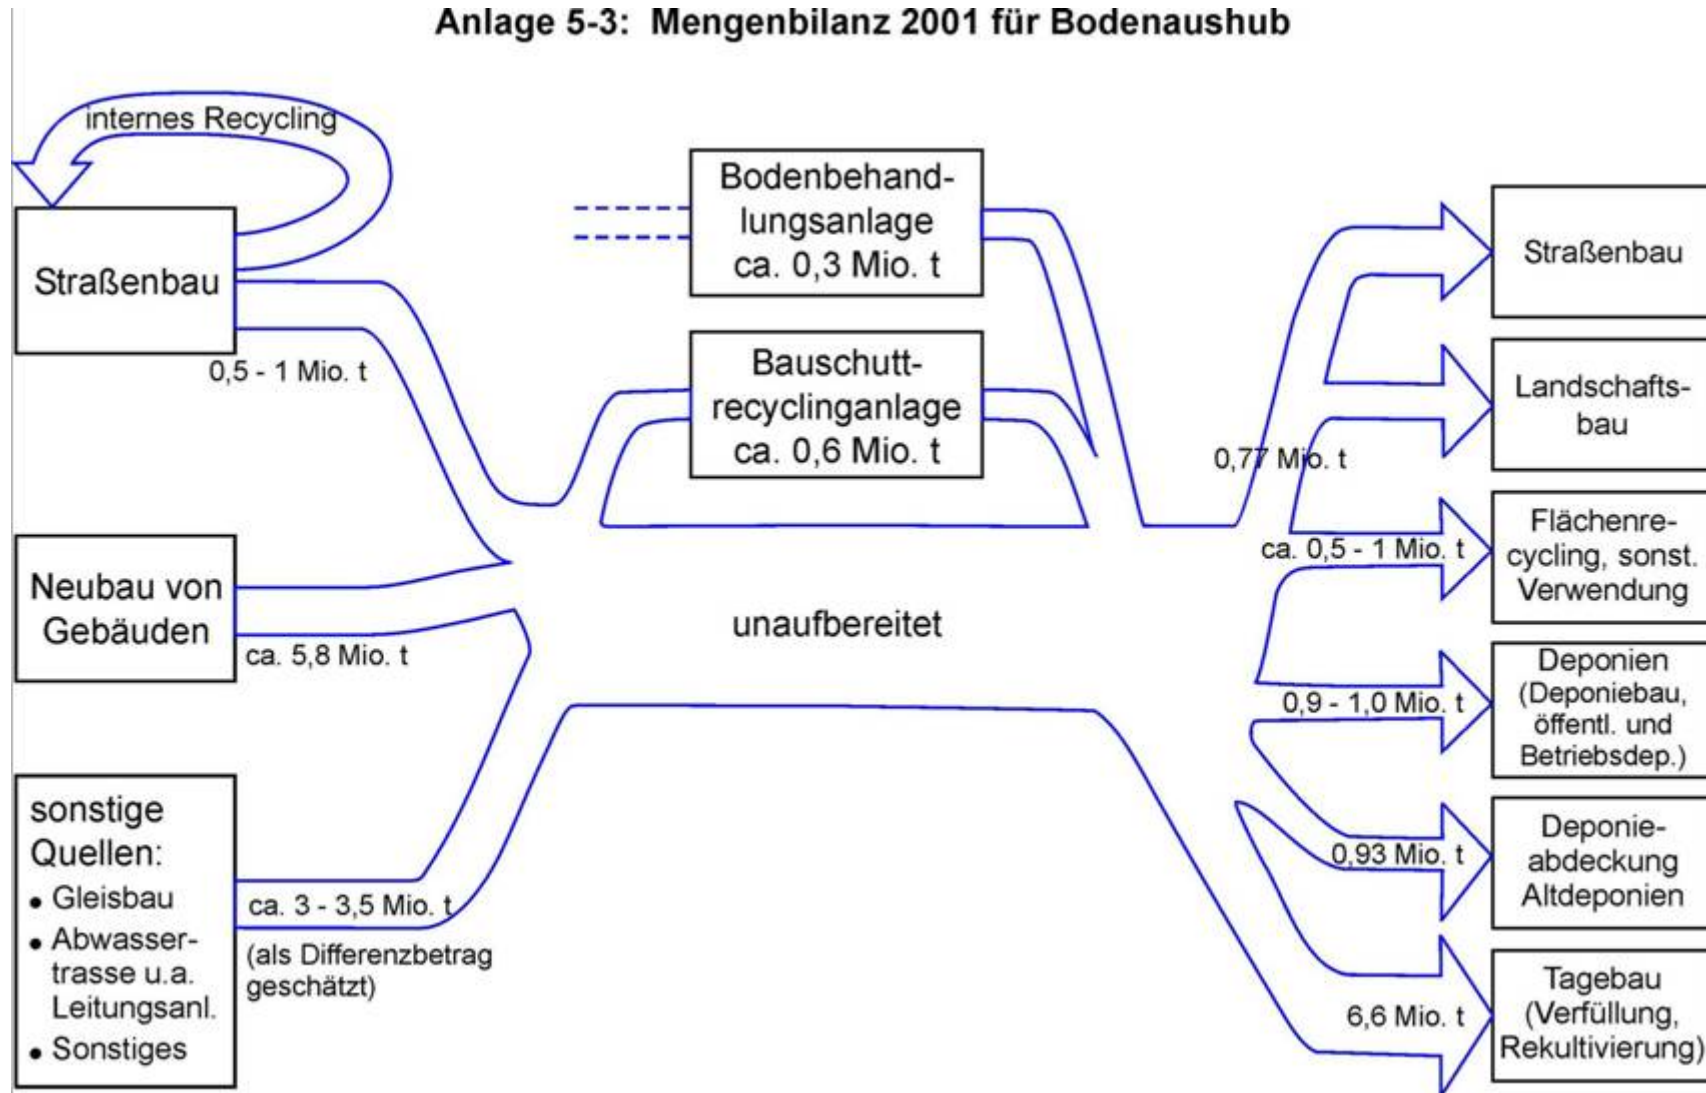 Anlage 5-3: Mengenbilanz 2001 für Bodenaushub
internes Recycling
Straßenbau
0,5 - 1 Mio. t
Neubau von
Gebäuden
ca. 5,8 Mio. t
sonstige
Quellen:
• Gleisbau
• Abwasser-
trasse u.a.
Leitungsanl.
• Sonstiges
ca. 3 - 3,5 Mio. t
(als Differenzbetrag
geschätzt)
Bodenbehand-
lungsanlage
ca. 0,3 Mio. t
Bauschutt-
recyclinganlage
ca. 0,6 Mio. t
unaufbereitet
0,77 Mio. t
ca. 0,5 - 1 Mio. t
0,9 - 1,0 Mio. t
0,93 Mio. t
6,6 Mio. t
Straßenbau
Landschafts-
bau
Flächenre-
cycling, sonst.
Verwendung
Deponien
(Deponiebau,
öffentl. und
Betriebsdep.)
Deponie-
abdeckung
Altdeponien
Tagebau
(Verfüllung,
Rekultivierung)